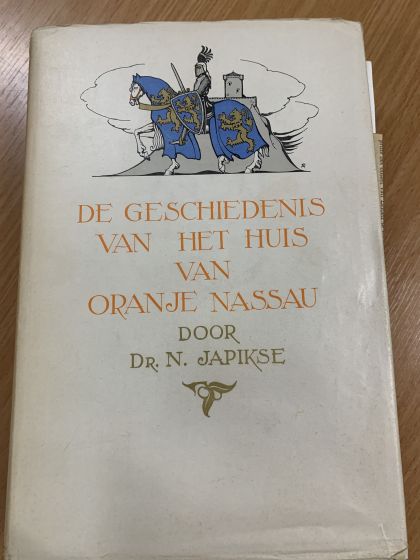 DE GESCHIEDENIS
VAN HET HUIS
VAN
ORANJE NASSAU
DOOR
DR. N. JAPIKSE